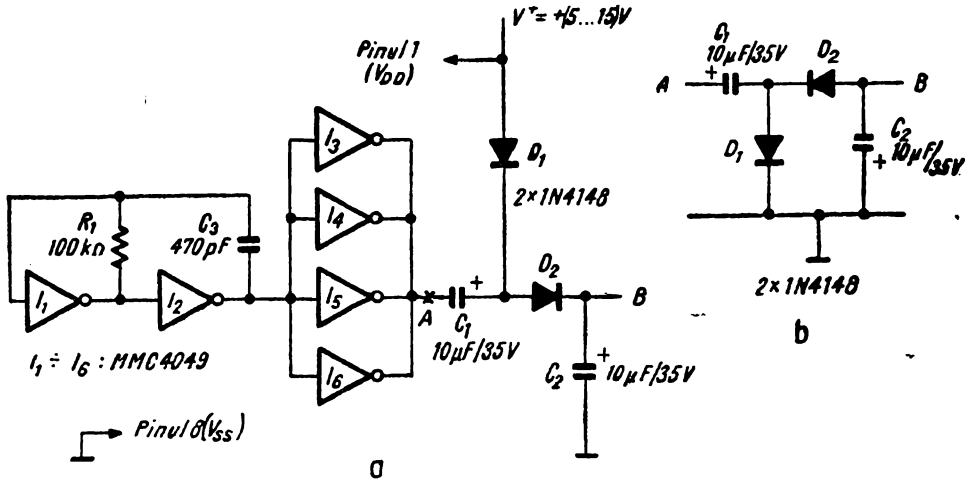 V⁺= +(5...15)V
Pinul 1
(V_DD)
D₁
2×1N4148
I₃
I₄
I₅
I₆
R₁
100kΩ
C₃
470pF
I₁
I₂
A
C₁
10µF/35V
D₂
B
C₂
10µF/35V
I₁ ÷ I₆ : MMC4049
Pinul 8(V_SS)
a
C₁
10µF/35V
D₂
A
B
D₁
C₂
10µF/35V
2×1N4148
b